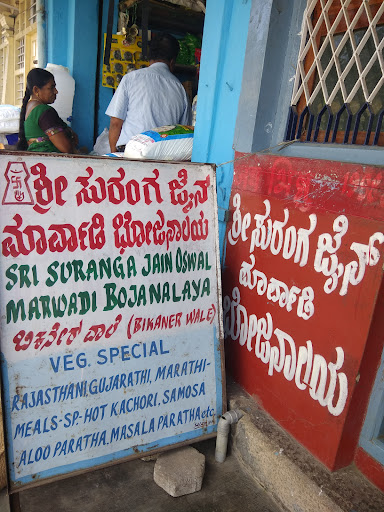 ಶ್ರೀ ಸುರಂಗ ಜೈನ್
ಮಾರ್ವಾಡಿ ಭೋಜನಾಲಯ
SRI SURANGA JAIN OSWAL
MARWADI BOJANALAYA
ಬಿಕನೇರ ವಾಲೆ (BIKANER WALE)
VEG. SPECIAL
RAJASTHANI, GUJARATHI, MARATHI-
MEALS-SP-HOT KACHORI, SAMOSA
ALOO PARATHA, MASALA PARATHA etc.
ಶ್ರೀ ಸುರಂಗ ಜೈನ್
ಮಾರ್ವಾಡಿ
ಭೋಜನಾಲಯ